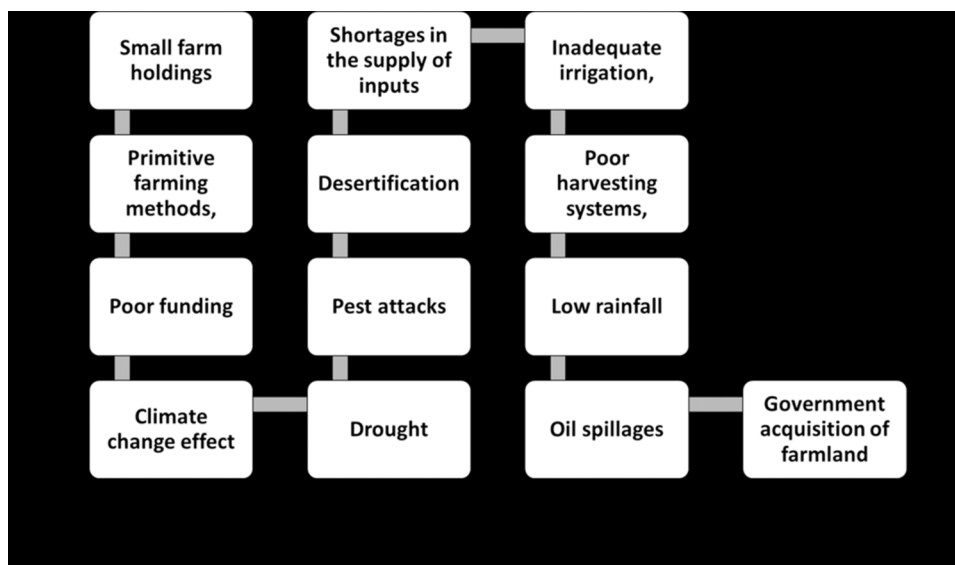 Small farm
holdings
Primitive
farming
methods,
Poor funding
Climate
change effect
Drought
Pest attacks
Desertification
Shortages in
the supply of
inputs
Inadequate
irrigation,
Poor
harvesting
systems,
Low rainfall
Oil spillages
Government
acquisition of
farmland